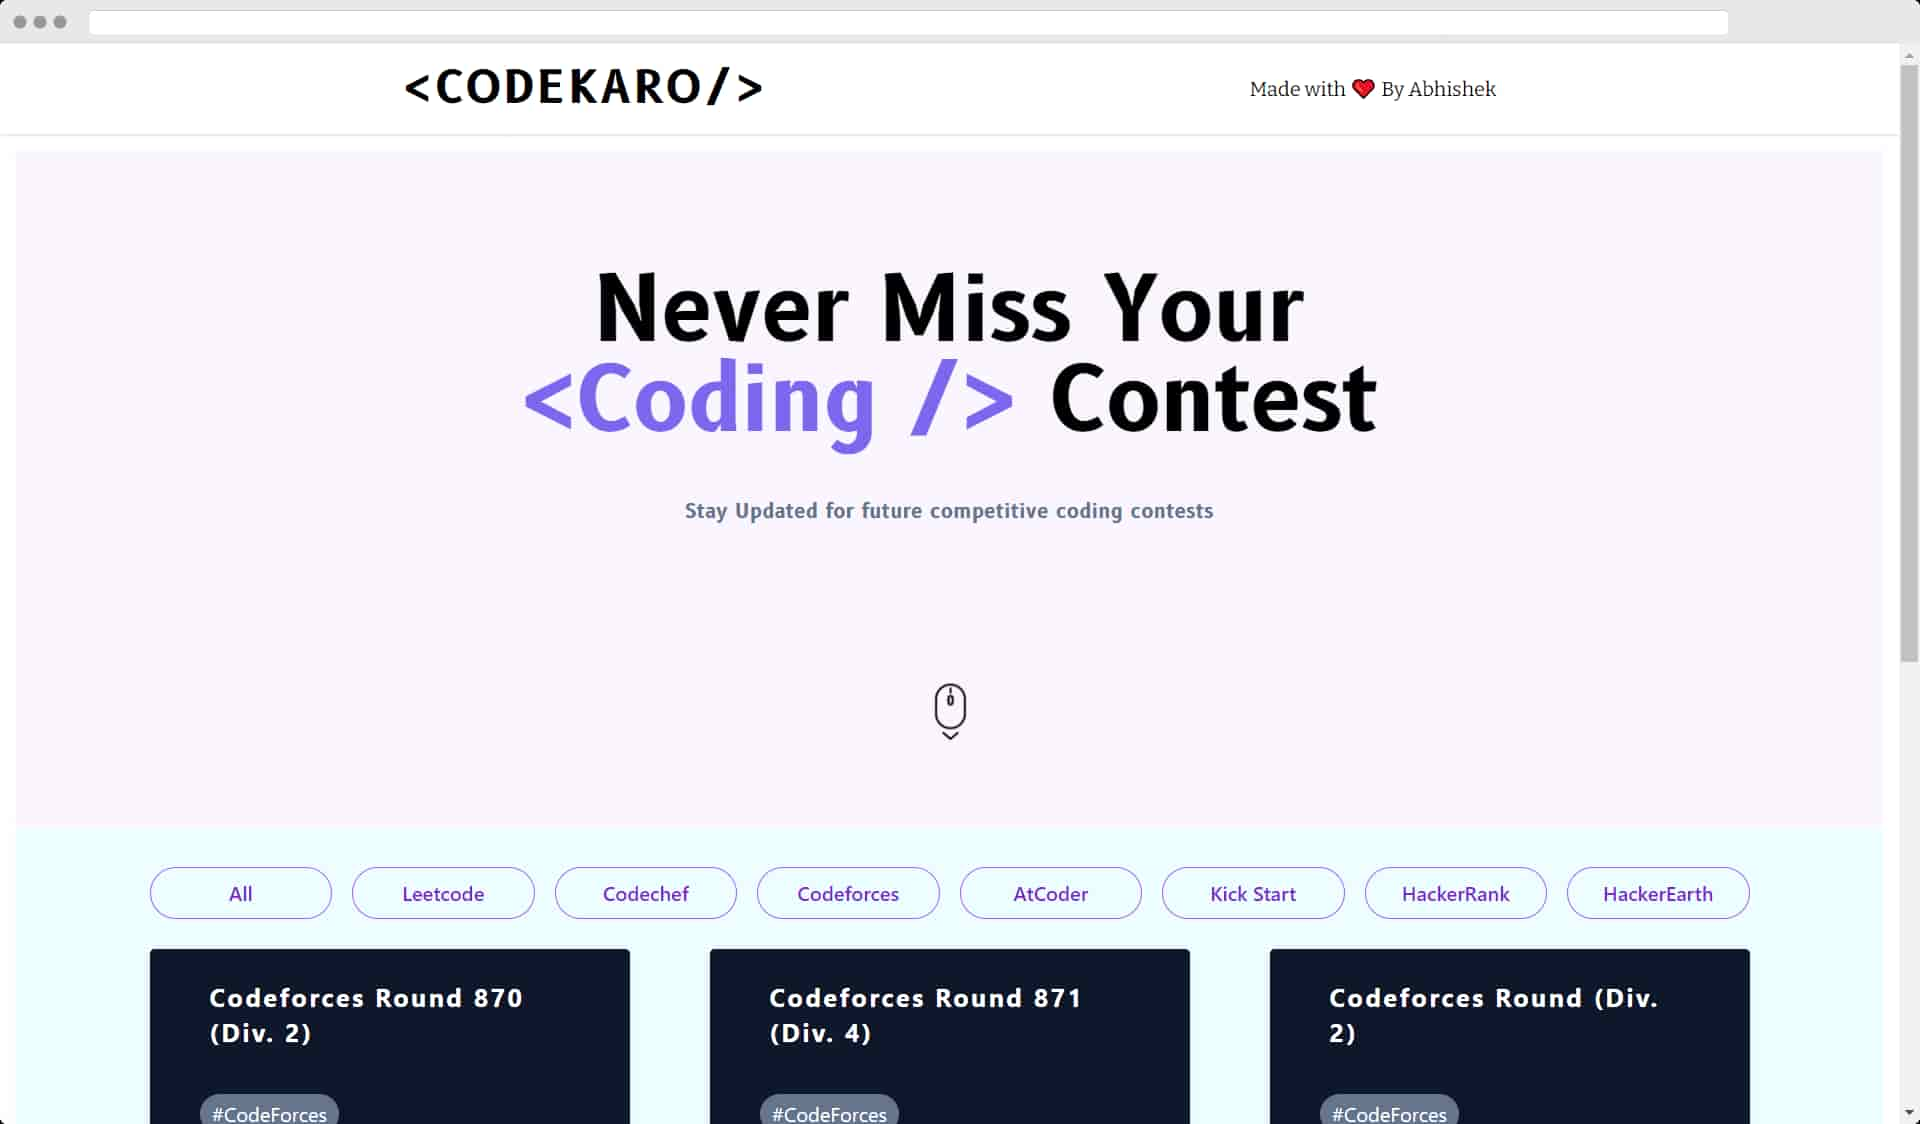 <CODEKARO/>
Made with ❤️ By Abhishek
Never Miss Your
<Coding /> Contest
Stay Updated for future competitive coding contests
All
Leetcode
Codechef
Codeforces
AtCoder
Kick Start
HackerRank
HackerEarth
Codeforces Round 870
(Div. 2)
#CodeForces
Codeforces Round 871
(Div. 4)
#CodeForces
Codeforces Round (Div.
2)
#CodeForces